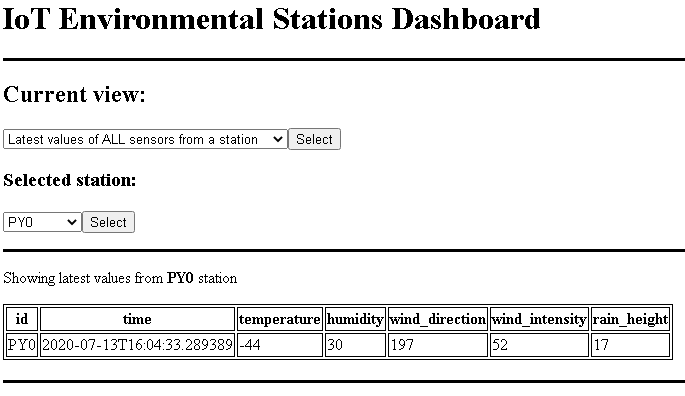 IoT Environmental Stations Dashboard
Current view:
Latest values of ALL sensors from a station Select
Selected station:
PY0 Select
Showing latest values from PY0 station
id time temperature humidity wind_direction wind_intensity rain_height
PY0 2020-07-13T16:04:33.289389 -44 30 197 52 17